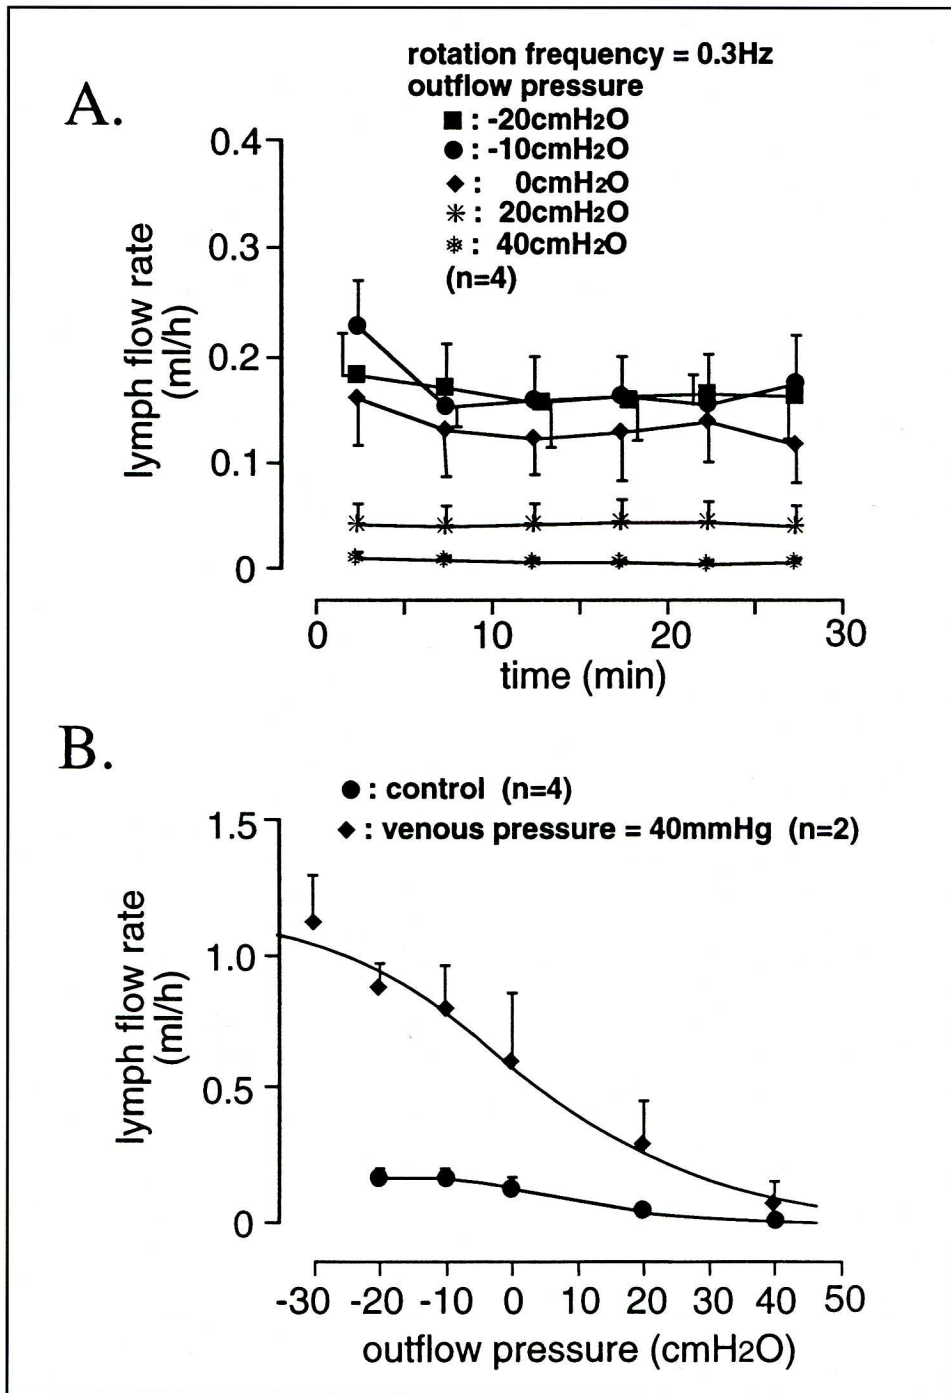 A.
rotation frequency = 0.3Hz
outflow pressure
■ : -20cmH2O
● : -10cmH2O
◆ : 0cmH2O
✳ : 20cmH2O
❋ : 40cmH2O
(n=4)
0.4
0.3
0.2
0.1
0
lymph flow rate
(ml/h)
0 10 20 30
time (min)
B.
● : control (n=4)
◆ : venous pressure = 40mmHg (n=2)
1.5
1.0
0.5
0
lymph flow rate
(ml/h)
-30 -20 -10 0 10 20 30 40 50
outflow pressure (cmH2O)